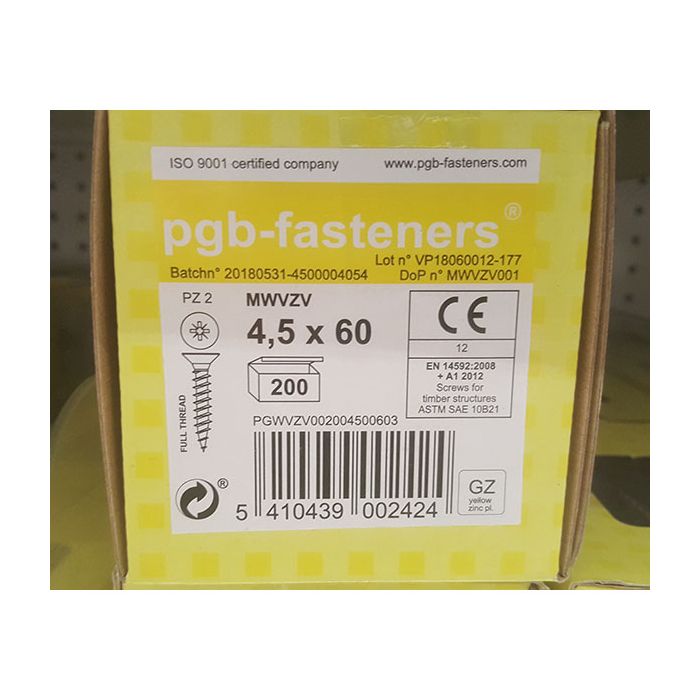 ISO 9001 certified company www.pgb-fasteners.com
pgb-fasteners®
Lot n° VP18060012-177
Batchn° 20180531-4500004054 DoP n° MWVZV001
PZ 2 MWVZV
4,5 x 60
CE
12
200
EN 14592:2008
+ A1 2012
Screws for
timber structures
ASTM SAE 10B21
FULL THREAD
PGWVZV002004500603
®
GZ
yellow
zinc pl.
5 410439 002424